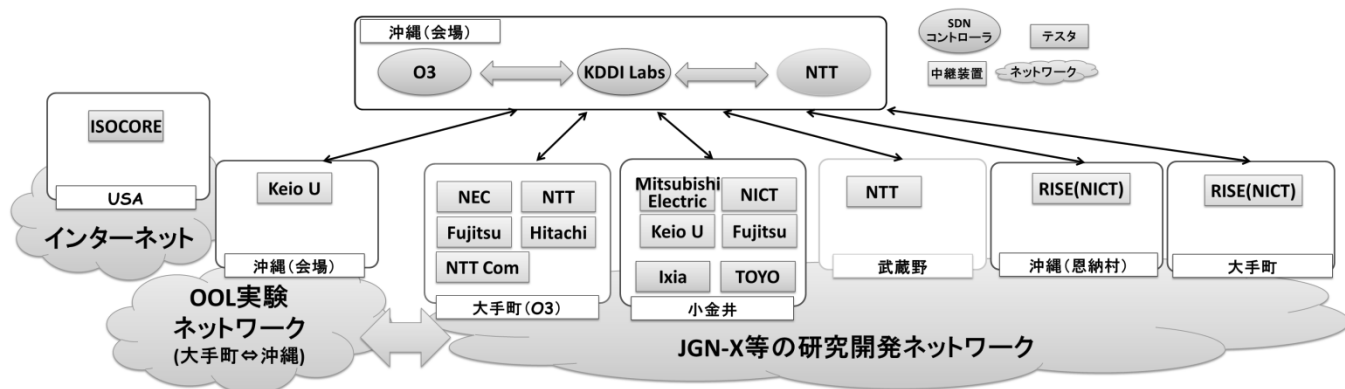 沖縄(会場)
O3
KDDI Labs
NTT
SDN
コントローラ
テスタ
中継装置
ネットワーク
ISOCORE
USA
インターネット
Keio U
沖縄(会場)
OOL実験
ネットワーク
(大手町⇔沖縄)
NEC
NTT
Fujitsu
Hitachi
NTT Com
大手町(O3)
Mitsubishi
Electric
NICT
Keio U
Fujitsu
Ixia
TOYO
小金井
NTT
武蔵野
RISE(NICT)
沖縄(恩納村)
RISE(NICT)
大手町
JGN-X等の研究開発ネットワーク